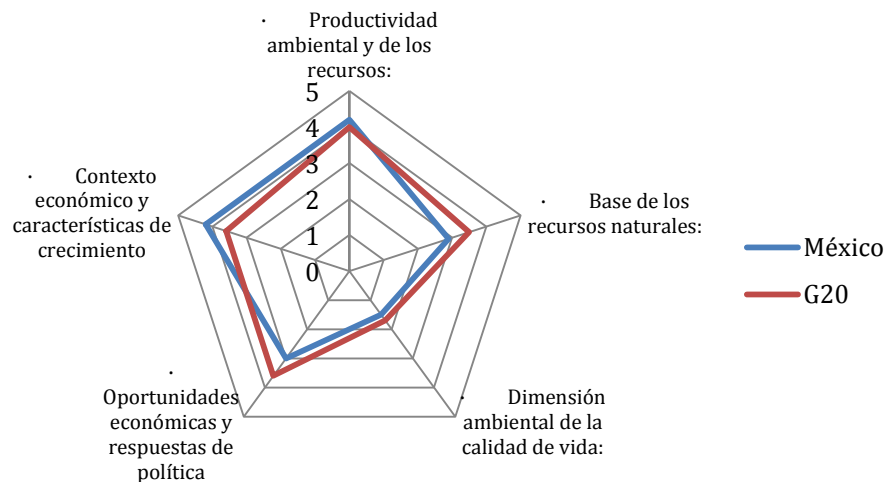 · Productividad
ambiental y de los
recursos:
5
4
3
2
1
0
· Base de los
recursos naturales:
· Dimensión
ambiental de la
calidad de vida:
·
Oportunidades
económicas y
respuestas de
política
· Contexto
económico y
características de
crecimiento
México
G20